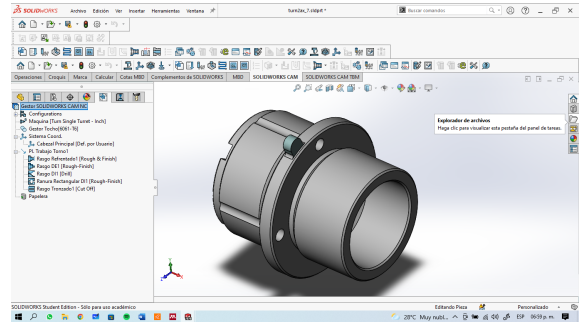 SOLIDWORKS Archivo Edición Ver Insertar Herramientas Ventana turn2ax_7.sldprt * Buscar comandos
Operaciones Croquis Marca Calcular Cotas MBD Complementos de SOLIDWORKS MBD SOLIDWORKS CAM SOLIDWORKS CAM TBM
Gestor SOLIDWORKS CAM NC
Configurations
Maquina [Turn Single Turret - Inch]
Gestor Techo[6061-T6]
Sistema Coord.
Cabezal Principal [Def. por Usuario]
PL Trabajo Torno1
Rasgo Refrentado1 [Rough & Finish]
Rasgo DE1 [Rough-Finish]
Rasgo DI1 [Drill]
Ranura Rectangular DI1 [Rough-Finish]
Rasgo Tronzado1 [Cut Off]
Papelera
Explorador de archivos
Haga clic para visualizar esta pestaña del panel de tareas.
SOLIDWORKS Student Edition - Sólo para uso académico Editando Pieza Personalizado
28°C Muy nubl... ESP 06:59 p. m.